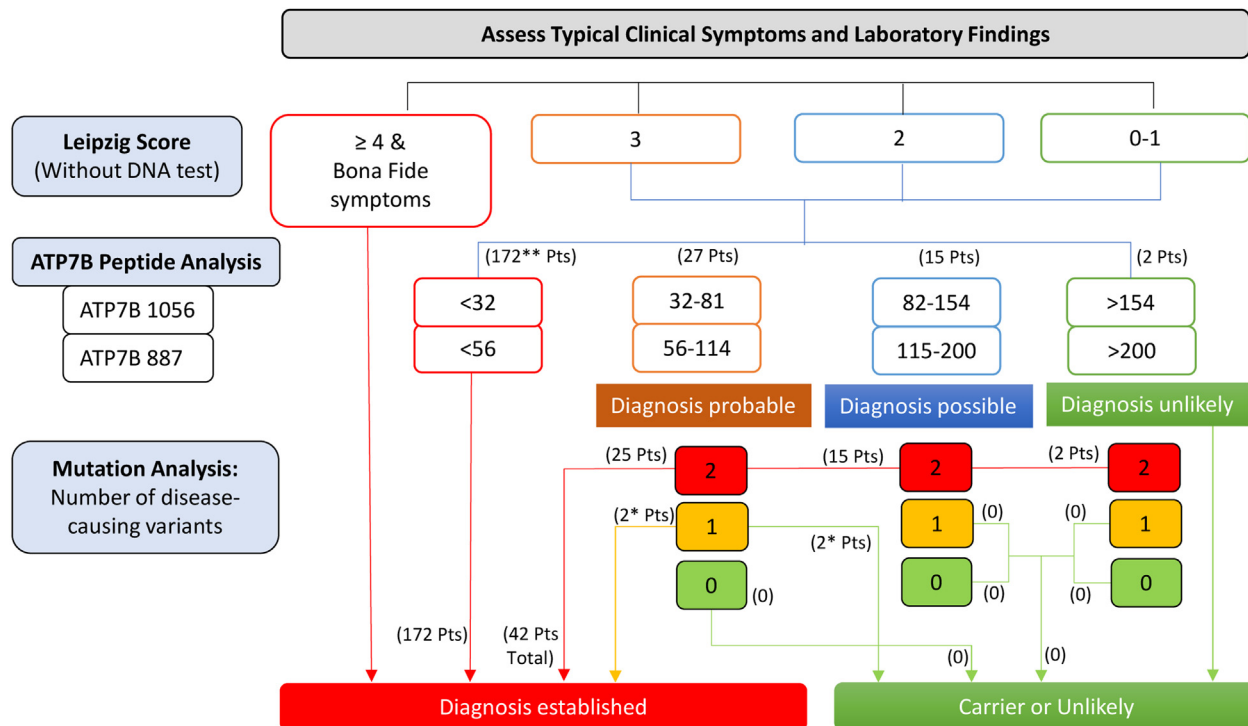 Assess Typical Clinical Symptoms and Laboratory Findings
Leipzig Score
(Without DNA test)
≥ 4 &
Bona Fide
symptoms
3
2
0-1
ATP7B Peptide Analysis
ATP7B 1056
ATP7B 887
(172** Pts)
(27 Pts)
(15 Pts)
(2 Pts)
<32
32-81
82-154
>154
<56
56-114
115-200
>200
Diagnosis probable
Diagnosis possible
Diagnosis unlikely
Mutation Analysis:
Number of disease-
causing variants
(25 Pts)
2
(15 Pts)
2
(2 Pts)
2
(2* Pts)
1
(2* Pts)
1
(0)
(0)
1
0
(0)
0
(0)
(0)
0
(172 Pts)
(42 Pts
Total)
(0)
(0)
Diagnosis established
Carrier or Unlikely